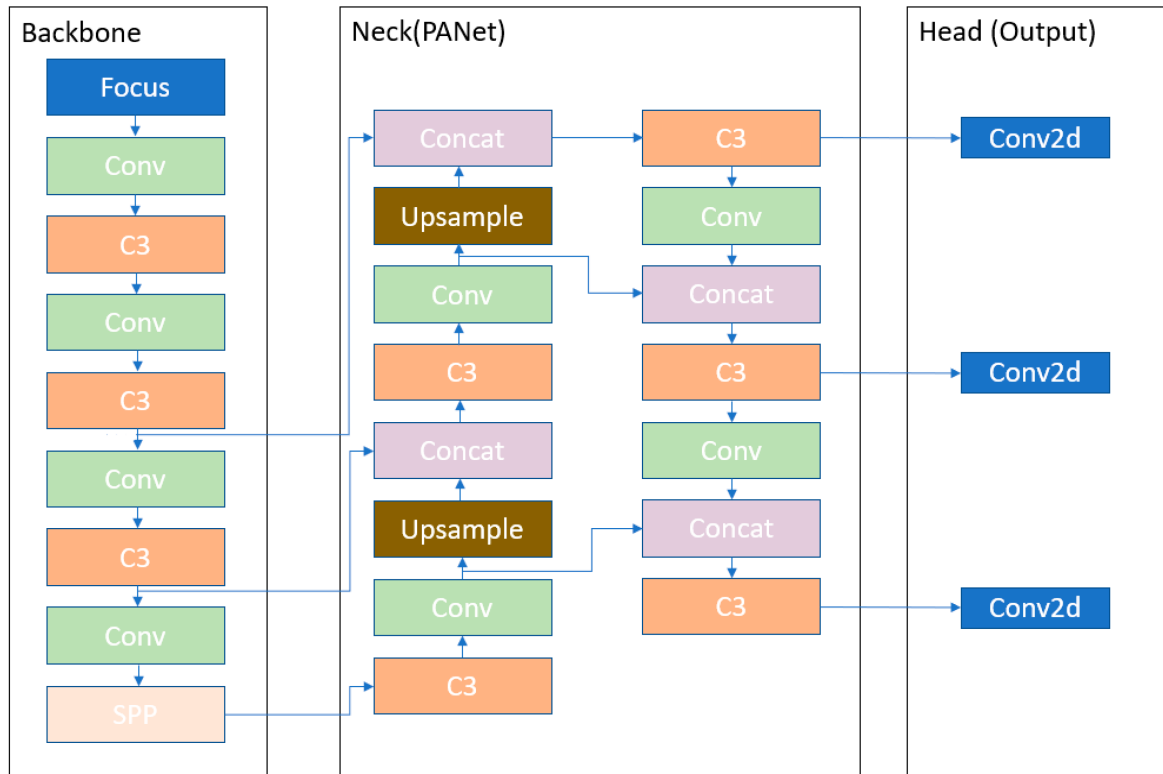 Backbone
Focus
Conv
C3
Conv
C3
Conv
C3
Conv
SPP
Neck(PANet)
Concat
Upsample
Conv
C3
Concat
Upsample
Conv
C3
C3
Conv
Concat
C3
Conv
Concat
C3
Head (Output)
Conv2d
Conv2d
Conv2d